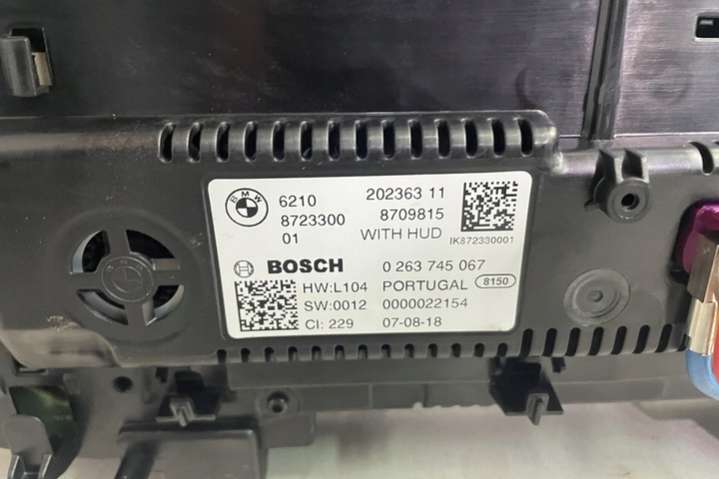 BMW 6210 202363 11
8723300 8709815
01 WITH HUD IK872330001
BOSCH 0 263 745 067
HW:L104 PORTUGAL 8150
SW:0012 0000022154
CI: 229 07-08-18